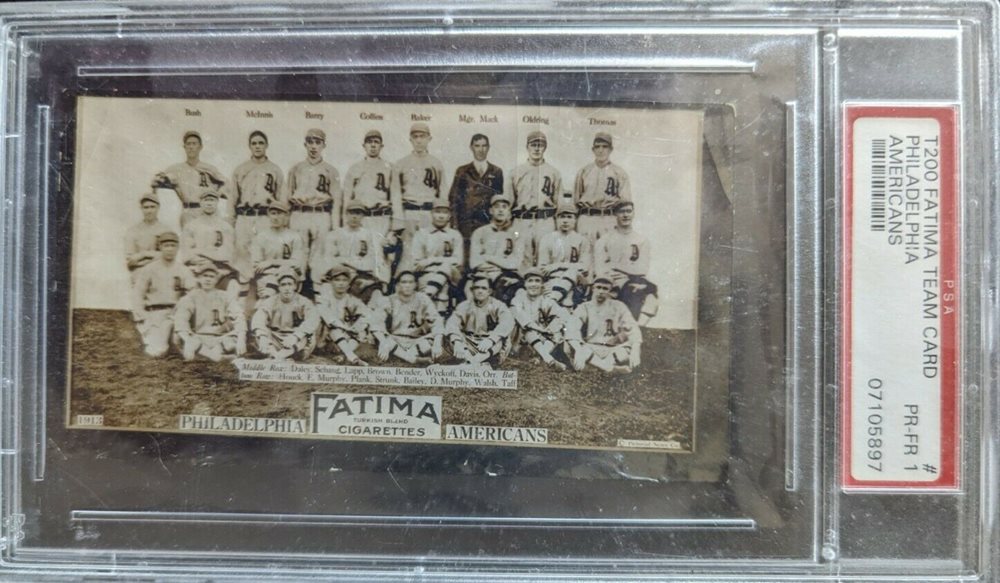 Bush McInnis Barry Collins Baker Mgr. Mack Oldring Thomas
Middle Row: Daley, Schang, Lapp, Brown, Bender, Wyckoff, Davis, Orr. Bot-
tom Row: Houck, E. Murphy, Plank, Strunk, Bailey, D. Murphy, Walsh, Taff
1913
PHILADELPHIA
FATIMA
TURKISH BLEND
CIGARETTES
AMERICANS
PSA
T200 FATIMA TEAM CARD #
PHILADELPHIA PR-FR 1
AMERICANS 07105897